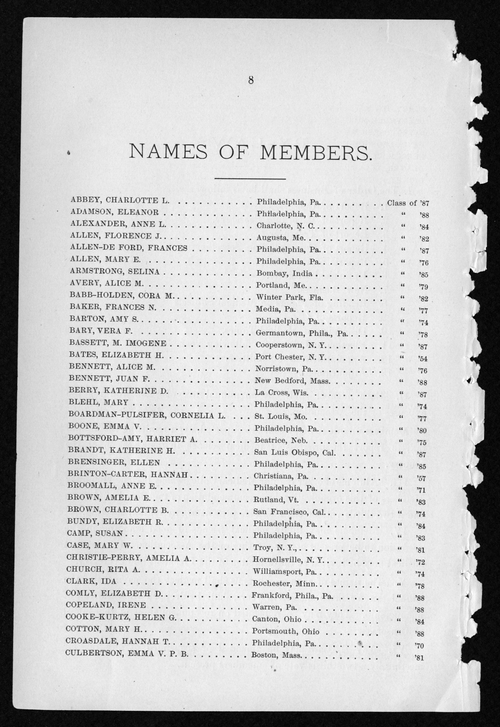 8
NAMES OF MEMBERS.
ABBEY, CHARLOTTE L. . . . . . . . . . . . Philadelphia, Pa. . . . . . . . . Class of '87
ADAMSON, ELEANOR . . . . . . . . . . . . Philadelphia, Pa. . . . . . . . . " '88
ALEXANDER, ANNE L. . . . . . . . . . . . Charlotte, N. C. . . . . . . . . " '84
ALLEN, FLORENCE J. . . . . . . . . . . . Augusta, Me. . . . . . . . . . " '82
ALLEN-DE FORD, FRANCES . . . . . . . . . Philadelphia, Pa. . . . . . . . . " '87
ALLEN, MARY E. . . . . . . . . . . . . . Philadelphia, Pa. . . . . . . . . " '76
ARMSTRONG, SELINA . . . . . . . . . . . Bombay, India . . . . . . . . . " '85
AVERY, ALICE M. . . . . . . . . . . . . Portland, Me. . . . . . . . . . " '79
BABB-HOLDEN, CORA M. . . . . . . . . . . Winter Park, Fla. . . . . . . . . " '82
BAKER, FRANCES N. . . . . . . . . . . . Media, Pa. . . . . . . . . . . " '77
BARTON, AMY S. . . . . . . . . . . . . . Philadelphia, Pa. . . . . . . . . " '74
BARY, VERA F. . . . . . . . . . . . . . Germantown, Phila., Pa. . . . . . " '78
BASSETT, M. IMOGENE . . . . . . . . . . Cooperstown, N. Y. . . . . . . . " '87
BATES, ELIZABETH H. . . . . . . . . . . Port Chester, N. Y. . . . . . . . " '54
BENNETT, ALICE M. . . . . . . . . . . . Norristown, Pa. . . . . . . . . . " '76
BENNETT, JUAN F. . . . . . . . . . . . . New Bedford, Mass. . . . . . . . " '88
BERRY, KATHERINE D. . . . . . . . . . . La Cross, Wis. . . . . . . . . . " '87
BLEHL, MARY . . . . . . . . . . . . . . Philadelphia, Pa. . . . . . . . . " '74
BOARDMAN-PULSIFER, CORNELIA L. . . . St. Louis, Mo. . . . . . . . . . " '77
BOONE, EMMA V. . . . . . . . . . . . . . Philadelphia, Pa. . . . . . . . . " '80
BOTTSFORD-AMY, HARRIET A. . . . . . . . Beatrice, Neb. . . . . . . . . . " '75
BRANDT, KATHERINE H. . . . . . . . . . . San Luis Obispo, Cal. . . . . . . " '87
BRENSINGER, ELLEN . . . . . . . . . . . Philadelphia, Pa. . . . . . . . . " '85
BRINTON-CARTER, HANNAH . . . . . . . . . Christiana, Pa. . . . . . . . . . " '57
BROOMALL, ANNE E. . . . . . . . . . . . Philadelphia, Pa. . . . . . . . . " '71
BROWN, AMELIA E. . . . . . . . . . . . . Rutland, Vt. . . . . . . . . . . " '83
BROWN, CHARLOTTE B. . . . . . . . . . . San Francisco, Cal. . . . . . . . " '74
BUNDY, ELIZABETH R. . . . . . . . . . . Philadelphia, Pa. . . . . . . . . " '84
CAMP, SUSAN . . . . . . . . . . . . . . Philadelphia, Pa. . . . . . . . . " '83
CASE, MARY W. . . . . . . . . . . . . . Troy, N. Y., . . . . . . . . . . " '81
CHRISTIE-PERRY, AMELIA A. . . . . . . . Hornellsville, N. Y. . . . . . . . " '72
CHURCH, RITA A. . . . . . . . . . . . . Williamsport, Pa. . . . . . . . . " '74
CLARK, IDA . . . . . . . . . . . . . . . Rochester, Minn. . . . . . . . . " '78
COMLY, ELIZABETH D. . . . . . . . . . . Frankford, Phila., Pa. . . . . . . " '88
COPELAND, IRENE . . . . . . . . . . . . Warren, Pa. . . . . . . . . . . " '88
COOKE-KURTZ, HELEN G. . . . . . . . . . Canton, Ohio . . . . . . . . . . " '84
COTTON, MARY H. . . . . . . . . . . . . Portsmouth, Ohio . . . . . . . . " '88
CROASDALE, HANNAH T. . . . . . . . . . . Philadelphia, Pa. . . . . . . . . " '70
CULBERTSON, EMMA V. P. B. . . . . . . . Boston, Mass. . . . . . . . . . . " '81